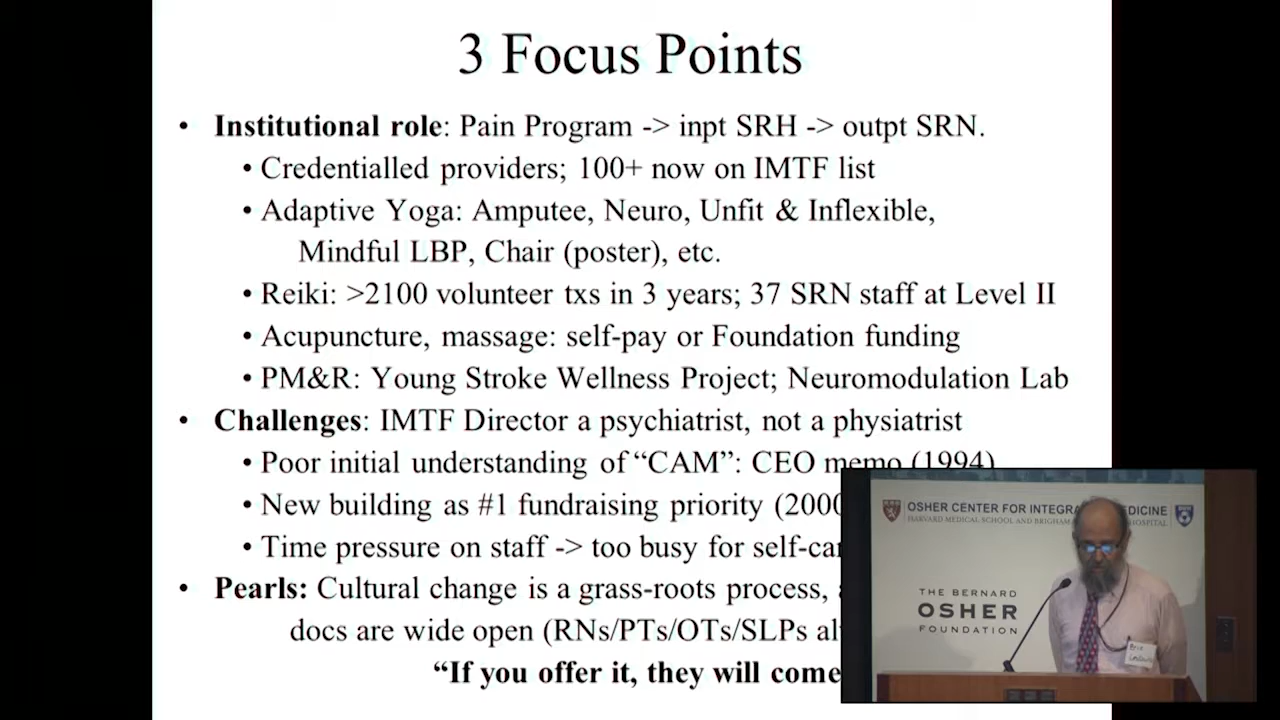 3 Focus Points
• Institutional role: Pain Program -> inpt SRH -> outpt SRN.
• Credentialled providers; 100+ now on IMTF list
• Adaptive Yoga: Amputee, Neuro, Unfit & Inflexible,
Mindful LBP, Chair (poster), etc.
• Reiki: >2100 volunteer txs in 3 years; 37 SRN staff at Level II
• Acupuncture, massage: self-pay or Foundation funding
• PM&R: Young Stroke Wellness Project; Neuromodulation Lab
• Challenges: IMTF Director a psychiatrist, not a physiatrist
• Poor initial understanding of “CAM”: CEO memo (1994)
• New building as #1 fundraising priority (2000
• Time pressure on staff -> too busy for
• Pearls: Cultural change is a grass-roots process,
docs are wide open (RNs/PTs/OTs/SLPs
“If you offer it, they will come
OSHER CENTER FOR MEDICINE
HARVARD MEDICAL SCHOOL AND HOSPITAL
THE BERNARD
OSHER
FOUNDATION